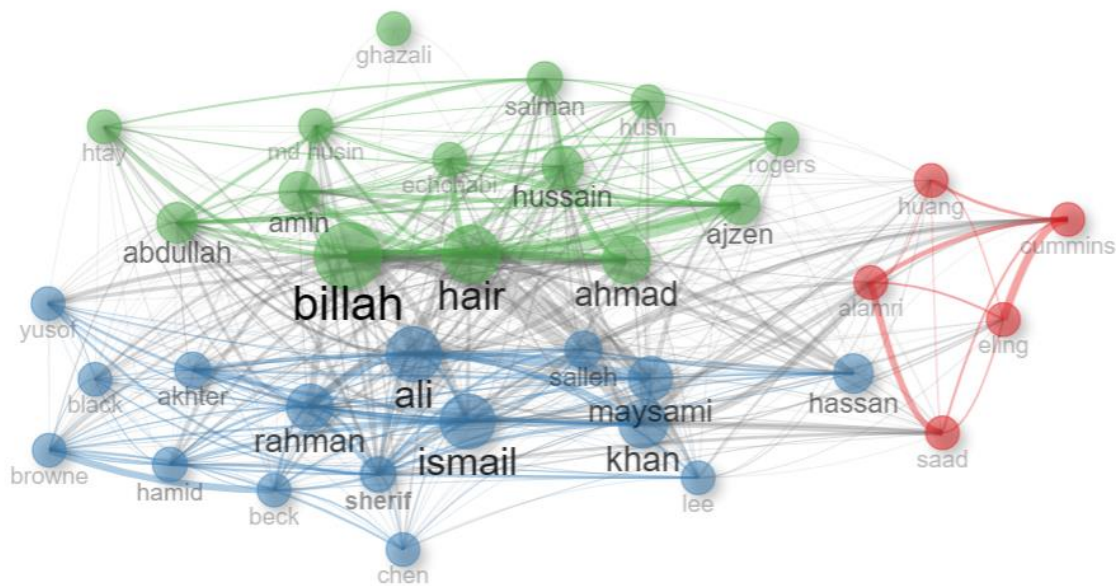 ghazali
salman
husin
htay
md husin
rogers
echchabi
hussain
huang
amin
cummins
abdullah
ajzen
billah
hair
ahmad
alamri
yusof
eling
salleh
black
akhter
ali
maysami
hassan
rahman
ismail
khan
saad
browne
hamid
sherif
lee
beck
chen